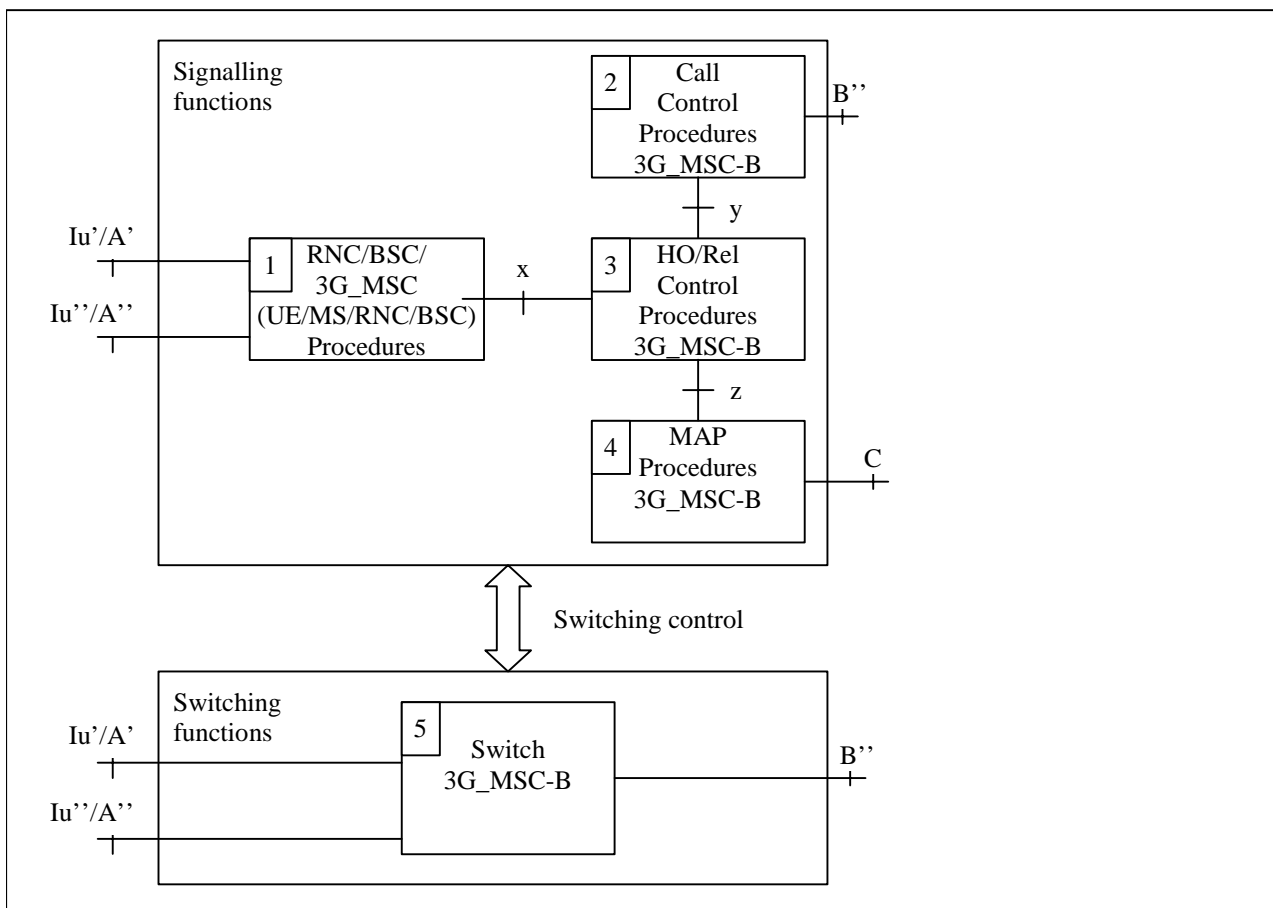 Signalling
functions
2
Call
Control
Procedures
3G_MSC-B
B’’
y
Iu’/A'
Iu’’/A’’
1
RNC/BSC/
3G_MSC
(UE/MS/RNC/BSC)
Procedures
x
3
HO/Rel
Control
Procedures
3G_MSC-B
z
4
MAP
Procedures
3G_MSC-B
C
Switching control
Switching
functions
Iu’/A'
Iu’’/A’’
5
Switch
3G_MSC-B
B’’